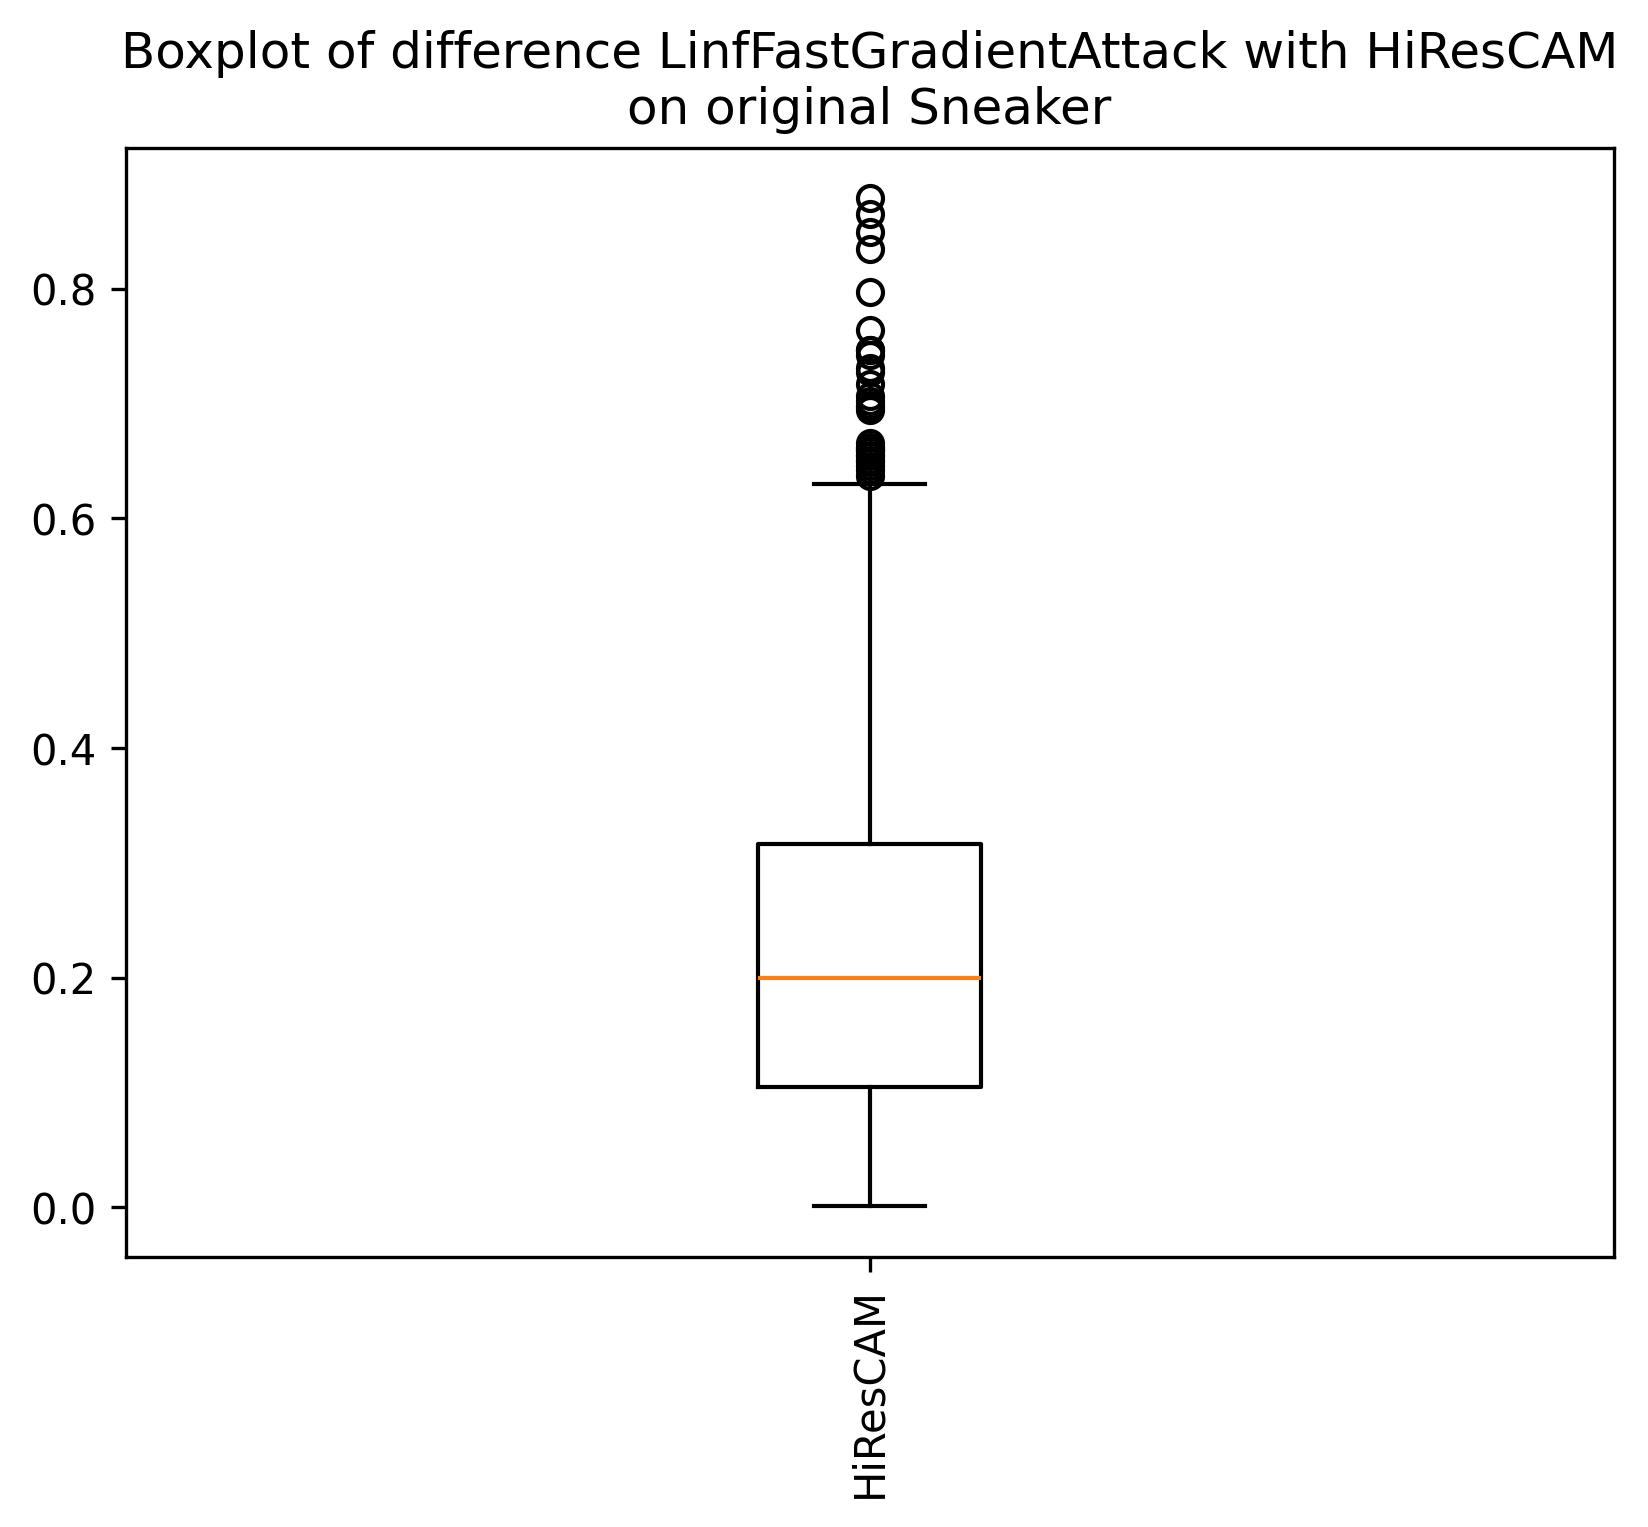 Boxplot of difference LinfFastGradientAttack with HiResCAM
on original Sneaker
0.8
0.6
0.4
0.2
0.0
HiResCAM